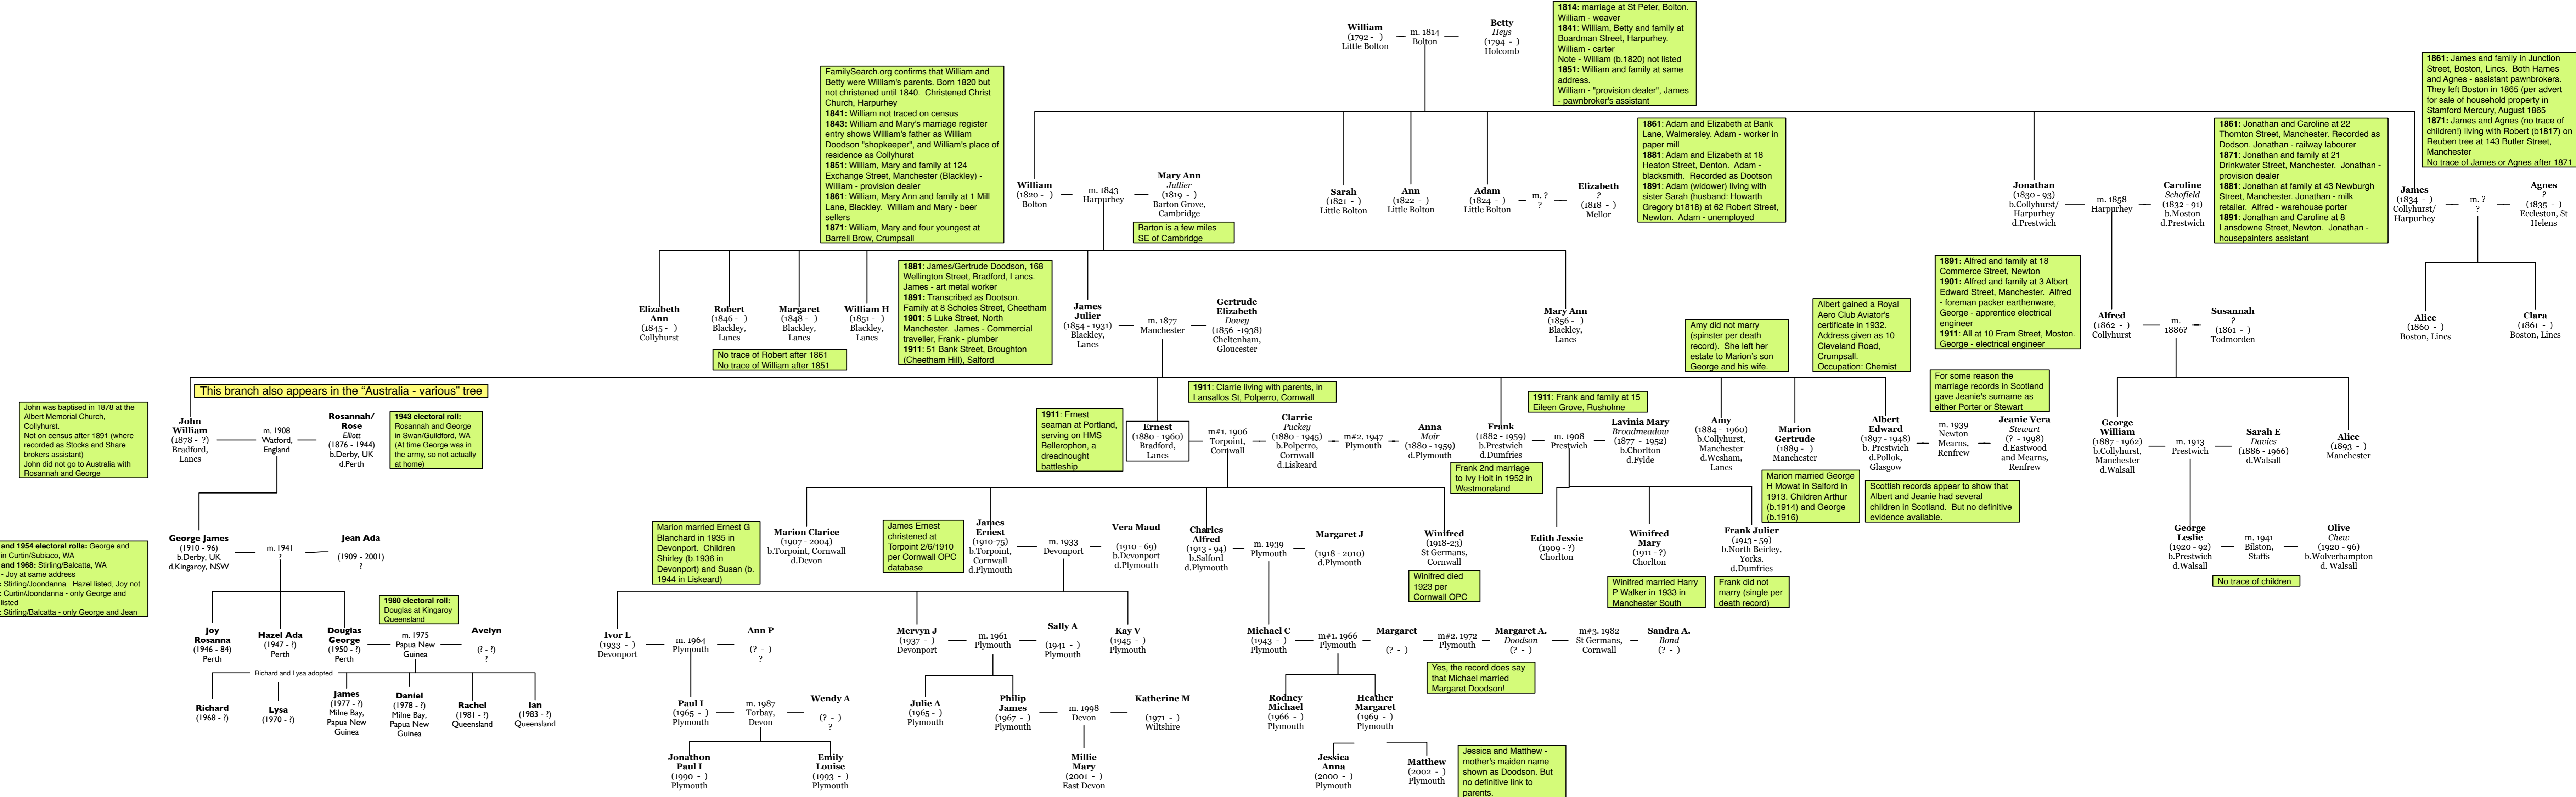 William
(1792 -  )
Little Bolton
m. 1814
Bolton
Betty
Heys
(1794  - )
Holcomb
1814: marriage at St Peter, Bolton.
William - weaver
1841: William, Betty and family at
Boardman Street, Harpurhey.
William - carter
Note - William (b.1820) not listed
1851: William and family at same
address.
William - "provision dealer", James
- pawnbroker's assistant
1861: James and family in Junction
Street, Boston, Lincs.  Both Hames
and Agnes - assistant pawnbrokers.
They left Boston in 1865 (per advert
for sale of household property in
Stamford Mercury, August 1865
1871: James and Agnes (no trace of
children!) living with Robert (b1817) on
Reuben tree at 143 Butler Street,
Manchester
No trace of James or Agnes after 1871
FamilySearch.org confirms that William and
Betty were William's parents. Born 1820 but
not christened until 1840.  Christened Christ
Church, Harpurhey
1841: William not traced on census
1843: William and Mary's marriage register
entry shows William's father as William
Doodson "shopkeeper", and William's place of
residence as Collyhurst
1851: William, Mary and family at 124
Exchange Street, Manchester (Blackley) -
William - provision dealer
1861: William, Mary Ann and family at 1 Mill
Lane, Blackley.  William and Mary - beer
sellers
1871: William, Mary and four youngest at
Barrell Brow, Crumpsall
William
(1820 -  )
Bolton
m. 1843
Harpurhey
Mary Ann
Jullier
(1819  - )
Barton Grove,
Cambridge
Barton is a few miles
SE of Cambridge
Sarah
(1821 -  )
Little Bolton
Ann
(1822 -  )
Little Bolton
Adam
(1824 -  )
Little Bolton
m. ?
?
Elizabeth
?
(1818 -  )
Mellor
1861: Adam and Elizabeth at Bank
Lane, Walmersley. Adam - worker in
paper mill
1881: Adam and Elizabeth at 18
Heaton Street, Denton.  Adam -
blacksmith.  Recorded as Dootson
1891: Adam (widower) living with
sister Sarah (husband: Howarth
Gregory b1818) at 62 Robert Street,
Newton.  Adam - unemployed
Jonathan
(1830 - 93)
b.Collyhurst/
Harpurhey
d.Prestwich
m. 1858
Harpurhey
Caroline
Schofield
(1832 - 91)
b.Moston
d.Prestwich
1861: Jonathan and Caroline at 22
Thornton Street, Manchester. Recorded as
Dodson. Jonathan - railway labourer
1871: Jonathan and family at 21
Drinkwater Street, Manchester.  Jonathan -
provision dealer
1881: Jonathan at family at 43 Newburgh
Street, Manchester. Jonathan - milk
retailer.  Alfred - warehouse porter
1891: Jonathan and Caroline at 8
Lansdowne Street, Newton.  Jonathan -
housepainters assistant
James
(1834  -  )
Collyhurst/
Harpurhey
m. ?
?
Agnes
?
(1835 -  )
Eccleston, St
Helens
Elizabeth
Ann
(1845 -  )
Collyhurst
Robert
(1846 -  )
Blackley,
Lancs
Margaret
(1848 -  )
Blackley,
Lancs
William H
(1851 -  )
Blackley,
Lancs
No trace of Robert after 1861
No trace of William after 1851
1881: James/Gertrude Doodson, 168
Wellington Street, Bradford, Lancs.
James - art metal worker
1891: Transcribed as Dootson.
Family at 8 Scholes Street, Cheetham
1901: 5 Luke Street, North
Manchester.  James - Commercial
traveller, Frank - plumber
1911: 51 Bank Street, Broughton
(Cheetham Hill), Salford
James
Julier
(1854 - 1931)
Blackley,
Lancs
m. 1877
Manchester
Gertrude
Elizabeth
Dovey
(1856  -1938)
Cheltenham,
Gloucester
Mary Ann
(1856 -  )
Blackley,
Lancs
Amy did not marry
(spinster per death
record).  She left her
estate to Marion's son
George and his wife.
Albert gained a Royal
Aero Club Aviator's
certificate in 1932.
Address given as 10
Cleveland Road,
Crumpsall.
Occupation: Chemist
1891: Alfred and family at 18
Commerce Street, Newton
1901: Alfred and family at 3 Albert
Edward Street, Manchester.  Alfred
- foreman packer earthenware,
George - apprentice electrical
engineer
1911: All at 10 Fram Street, Moston.
George - electrical engineer
Alfred
(1862  -  )
Collyhurst
m.
1886?
Susannah
?
(1861 -  )
Todmorden
Alice
(1860  -  )
Boston, Lincs
Clara
(1861 -  )
Boston, Lincs
This branch also appears in the "Australia - various" tree
John was baptised in 1878 at the
Albert Memorial Church,
Collyhurst.
Not on census after 1891 (where
recorded as Stocks and Share
brokers assistant)
John did not go to Australia with
Rosannah and George
John
William
(1878 - ?)
Bradford,
Lancs
m. 1908
Watford,
England
Rosannah/
Rose
Elliott
(1876 - 1944)
b.Derby, UK
d.Perth
1943 electoral roll:
Rosannah and George
in Swan/Guildford, WA
(At time George was in
the army, so not actually
at home)
1911: Ernest
seaman at Portland,
serving on HMS
Bellerophon, a
dreadnought
battleship
Ernest
(1880 - 1960)
Bradford,
Lancs
1911: Clarrie living with parents, in
Lansallos St, Polperro, Cornwall
m#1. 1906
Torpoint,
Cornwall
Clarrie
Puckey
(1880 - 1945)
b.Polperro,
Cornwall
d.Liskeard
m#2. 1947
Plymouth
Anna
Moir
(1880 - 1959)
d.Plymouth
Frank
(1882 - 1959)
b.Prestwich
d.Dumfries
Frank 2nd marriage
to Ivy Holt in 1952 in
Westmoreland
1911: Frank and family at 15
Eileen Grove, Rusholme
m. 1908
Prestwich
Lavinia Mary
Broadmeadow
(1877  -  1952)
b.Chorlton
d.Fylde
Amy
(1884  - 1960)
b.Collyhurst,
Manchester
d.Wesham,
Lancs
Marion
Gertrude
(1889 -  )
Manchester
Marion married George
H Mowat in Salford in
1913. Children Arthur
(b.1914) and George
(b.1916)
Albert
Edward
(1897 - 1948)
b. Prestwich
d.Pollok,
Glasgow
m. 1939
Newton
Mearns,
Renfrew
Jeanie Vera
Stewart
(? - 1998)
d.Eastwood
and Mearns,
Renfrew
For some reason the
marriage records in Scotland
gave Jeanie's surname as
either Porter or Stewart
Scottish records appear to show that
Albert and Jeanie had several
children in Scotland.  But no definitive
evidence available.
George
William
(1887 - 1962)
b.Collyhurst,
Manchester
d.Walsall
m. 1913
Prestwich
Sarah E
Davies
(1886 - 1966)
d.Walsall
Alice
(1893  -  )
Manchester
and 1954 electoral rolls: George and
in Curtin/Subiaco, WA
and 1968: Stirling/Balcatta, WA
- Joy at same address
: Stirling/Joondanna.  Hazel listed, Joy not.
: Curtin/Joondanna - only George and
listed
: Stirling/Balcatta - only George and Jean
George James
(1910 - 96)
b.Derby, UK
d.Kingaroy, NSW
m. 1941
?
Jean Ada
(1909 - 2001)
?
Marion married Ernest G
Blanchard in 1935 in
Devonport.  Children
Shirley (b.1936 in
Devonport) and Susan (b.
1944 in Liskeard)
Marion Clarice
(1907 - 2004)
b.Torpoint, Cornwall
d.Devon
James Ernest
christened at
Torpoint 2/6/1910
per Cornwall OPC
database
James
Ernest
(1910-75)
b.Torpoint,
Cornwall
d.Plymouth
m. 1933
Devonport
Vera Maud
(1910 - 69)
b.Devonport
d.Plymouth
Charles
Alfred
(1913 - 94)
b.Salford
d.Plymouth
m. 1939
Plymouth
Margaret J
(1918 - 2010)
d.Plymouth
Winifred
(1918-23)
St Germans,
Cornwall
Winifred died
1923 per
Cornwall OPC
Edith Jessie
(1909 - ?)
Chorlton
Winifred
Mary
(1911 - ?)
Chorlton
Winifred married Harry
P Walker in 1933 in
Manchester South
Frank Julier
(1913 - 59)
b.North Beirley,
Yorks.
d.Dumfries
Frank did not
marry (single per
death record)
George
Leslie
(1920 - 92)
b.Prestwich
d.Walsall
m. 1941
Bilston,
Staffs
Olive
Chew
(1920 - 96)
b.Wolverhampton
d. Walsall
No trace of children
Joy
Rosanna
(1946 - 84)
Perth
Hazel Ada
(1947 - ?)
Perth
Douglas
George
(1950 - ?)
Perth
1980 electoral roll:
Douglas at Kingaroy
Queensland
m. 1975
Papua New
Guinea
Avelyn
(? - ?)
?
Richard and Lysa adopted
Richard
(1968 - ?)
Lysa
(1970 - ?)
James
(1977 - ?)
Milne Bay,
Papua New
Guinea
Daniel
(1978 - ?)
Milne Bay,
Papua New
Guinea
Rachel
(1981 - ?)
Queensland
Ian
(1983 - ?)
Queensland
Ivor L
(1933  -  )
Devonport
m. 1964
Plymouth
Ann P
(? -  )
?
Mervyn J
(1937 -  )
Devonport
m. 1961
Plymouth
Sally A
(1941 -  )
Plymouth
Kay V
(1945  -  )
Plymouth
Michael C
(1943  -  )
Plymouth
m#1. 1966
Plymouth
Margaret
(? -  )
m#2. 1972
Plymouth
Margaret A.
Doodson
(? -  )
m#3. 1982
St Germans,
Cornwall
Sandra A.
Bond
(? -  )
Yes, the record does say
that Michael married
Margaret Doodson!
Paul I
(1965  -  )
Plymouth
m. 1987
Torbay,
Devon
Wendy A
(? -  )
?
Julie A
(1965 -  )
Plymouth
Philip
James
(1967  -  )
Plymouth
m. 1998
Devon
Katherine M
(1971  -  )
Wiltshire
Rodney
Michael
(1966  -  )
Plymouth
Heather
Margaret
(1969  -  )
Plymouth
Jonathon
Paul I
(1990  -  )
Plymouth
Emily
Louise
(1993  -  )
Plymouth
Millie
Mary
(2001  -  )
East Devon
Jessica
Anna
(2000  -  )
Plymouth
Matthew
(2002  -  )
Plymouth
Jessica and Matthew -
mother's maiden name
shown as Doodson. But
no definitive link to
parents.